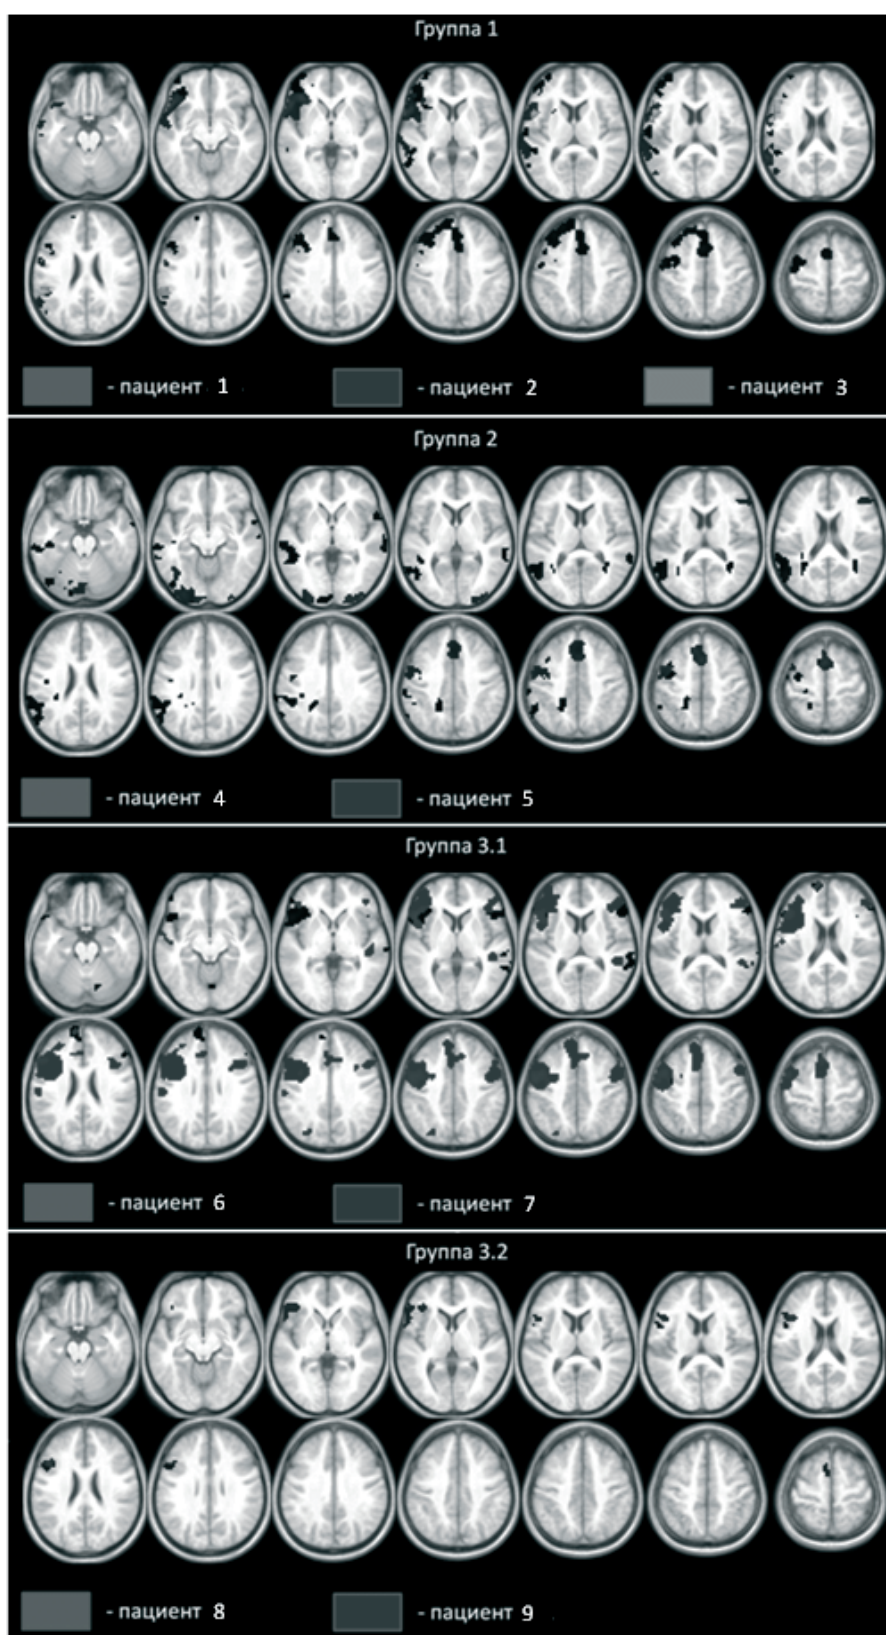 Группа 1
- пациент 1
- пациент 2
- пациент 3
Группа 2
- пациент 4
- пациент 5
Группа 3.1
- пациент 6
- пациент 7
Группа 3.2
- пациент 8
- пациент 9